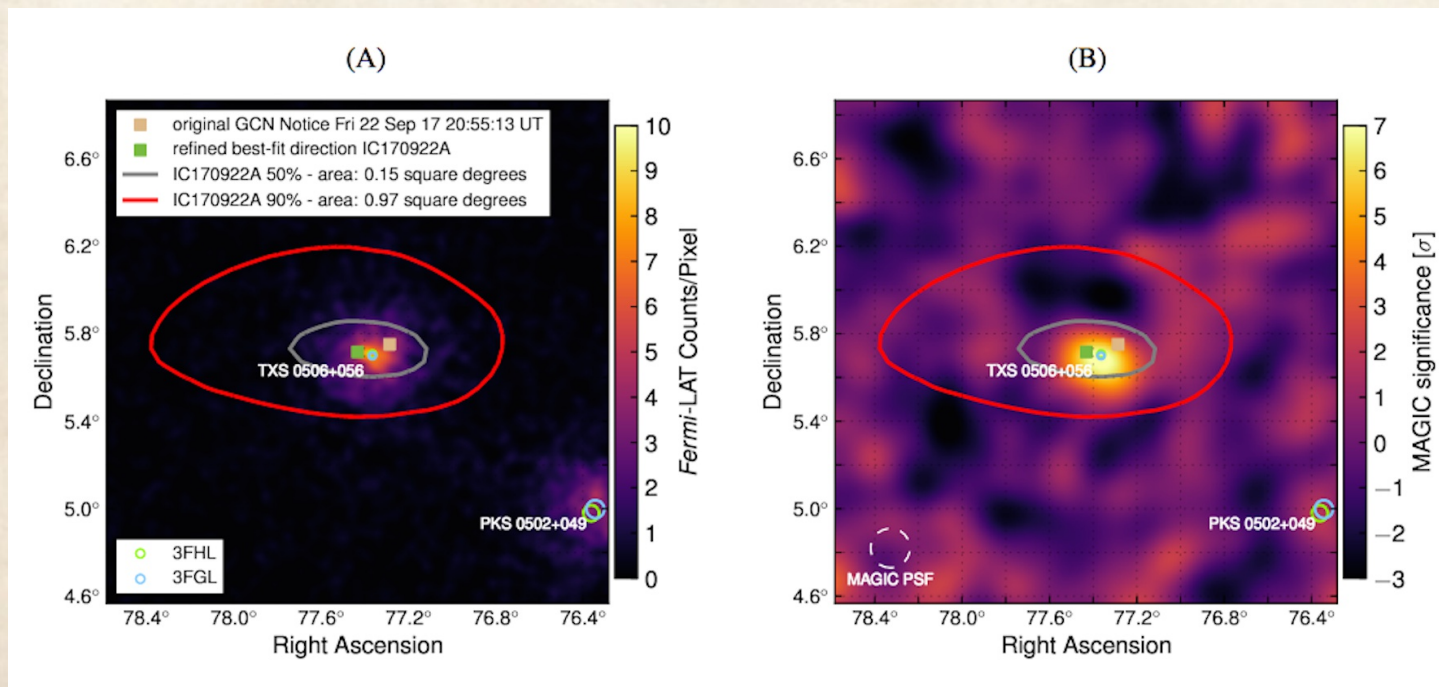 (A)
original GCN Notice Fri 22 Sep 17 20:55:13 UT
refined best-fit direction IC170922A
IC170922A 50% - area: 0.15 square degrees
IC170922A 90% - area: 0.97 square degrees
6.6°
6.2°
5.8°
5.4°
5.0°
4.6°
Declination
TXS 0506+056
PKS 0502+049
3FHL
3FGL
78.4°
78.0°
77.6°
77.2°
76.8°
76.4°
Right Ascension
10
9
8
7
6
5
4
3
2
1
0
Fermi-LAT Counts/Pixel
(B)
6.6°
6.2°
5.8°
5.4°
5.0°
4.6°
Declination
TXS 0506+056
PKS 0502+049
MAGIC PSF
78.4°
78.0°
77.6°
77.2°
76.8°
76.4°
Right Ascension
7
6
5
4
3
2
1
0
−1
−2
−3
MAGIC significance [σ]